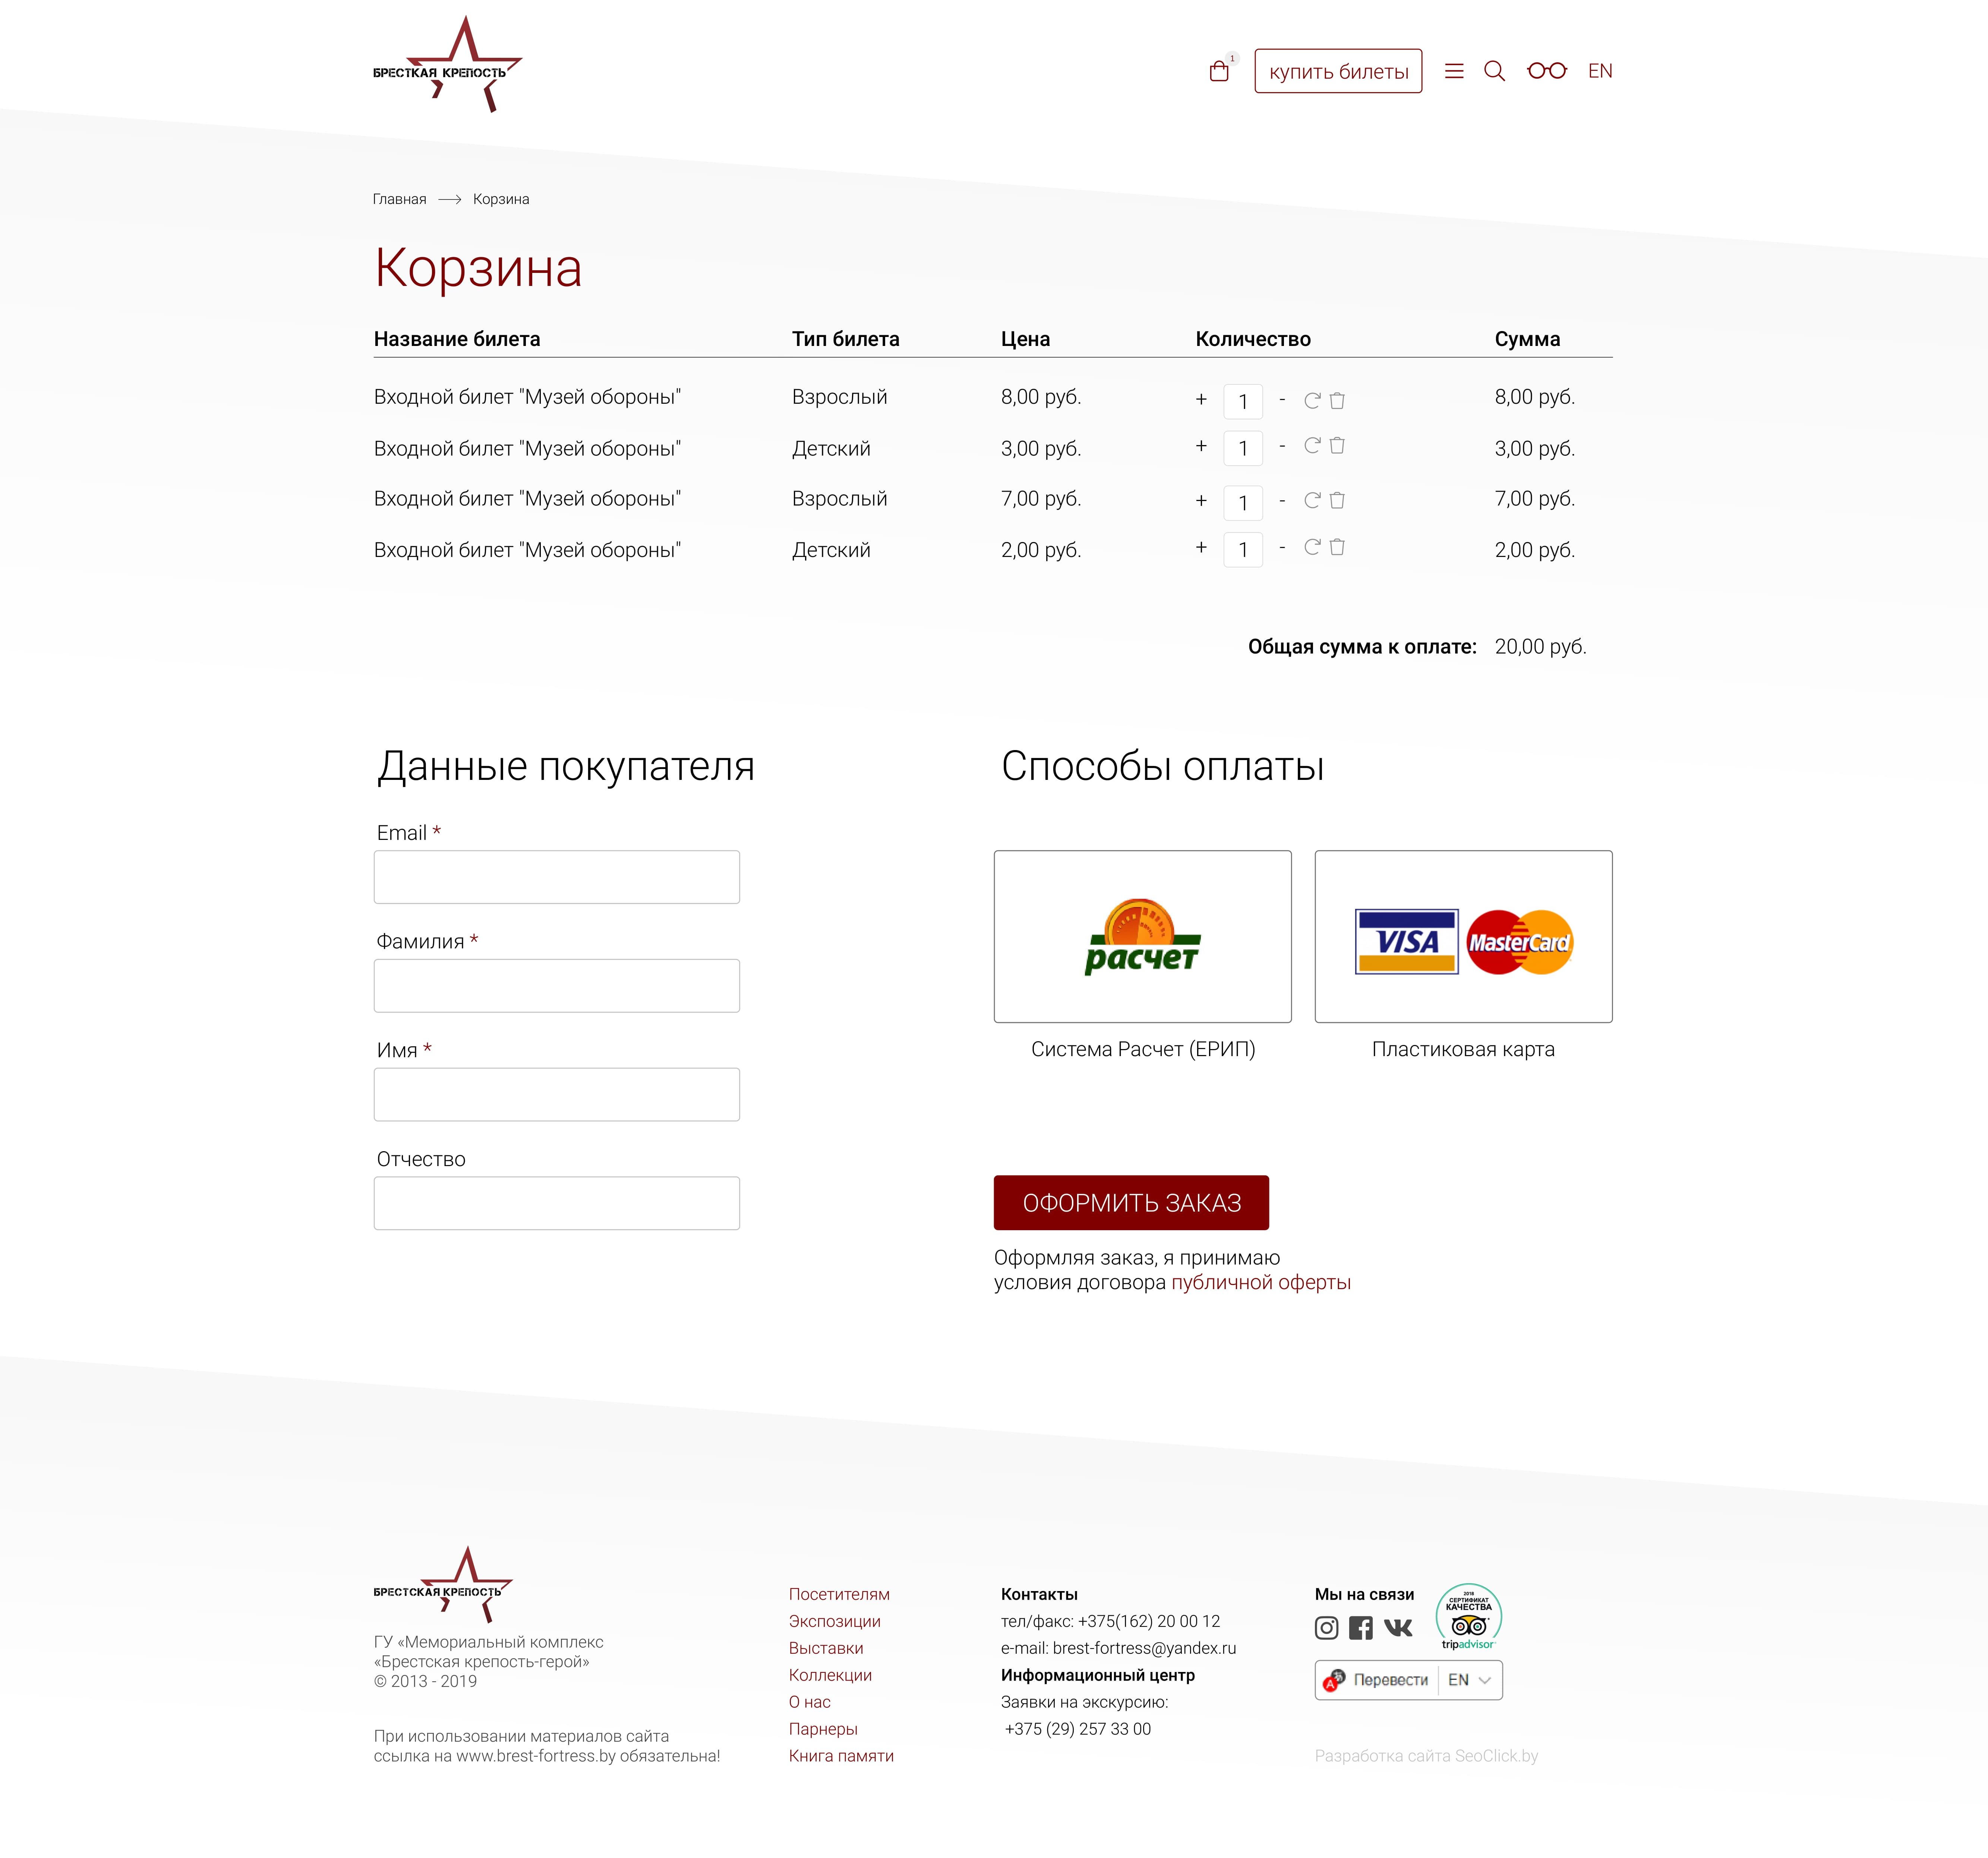 БРЕСТКАЯ КРЕПОСТЬ
1
купить билеты
EN
Главная
Корзина
Корзина
Название билета Тип билета Цена Количество Сумма
Входной билет "Музей обороны" Взрослый 8,00 руб. + 1 - 8,00 руб.
Входной билет "Музей обороны" Детский 3,00 руб. + 1 - 3,00 руб.
Входной билет "Музей обороны" Взрослый 7,00 руб. + 1 - 7,00 руб.
Входной билет "Музей обороны" Детский 2,00 руб. + 1 - 2,00 руб.
Общая сумма к оплате: 20,00 руб.
Данные покупателя
Email *
Фамилия *
Имя *
Отчество
Способы оплаты
расчет
VISA MasterCard
Система Расчет (ЕРИП)
Пластиковая карта
ОФОРМИТЬ ЗАКАЗ
Оформляя заказ, я принимаю
условия договора публичной оферты
БРЕСТСКАЯ КРЕПОСТЬ
ГУ «Мемориальный комплекс
«Брестская крепость-герой»
© 2013 - 2019
При использовании материалов сайта
ссылка на www.brest-fortress.by обязательна!
Посетителям
Экспозиции
Выставки
Коллекции
О нас
Парнеры
Книга памяти
Контакты
тел/факс: +375(162) 20 00 12
e-mail: brest-fortress@yandex.ru
Информационный центр
Заявки на экскурсию:
+375 (29) 257 33 00
Мы на связи
2018
СЕРТИФИКАТ
КАЧЕСТВА
tripadvisor
Перевести EN
Разработка сайта SeoClick.by